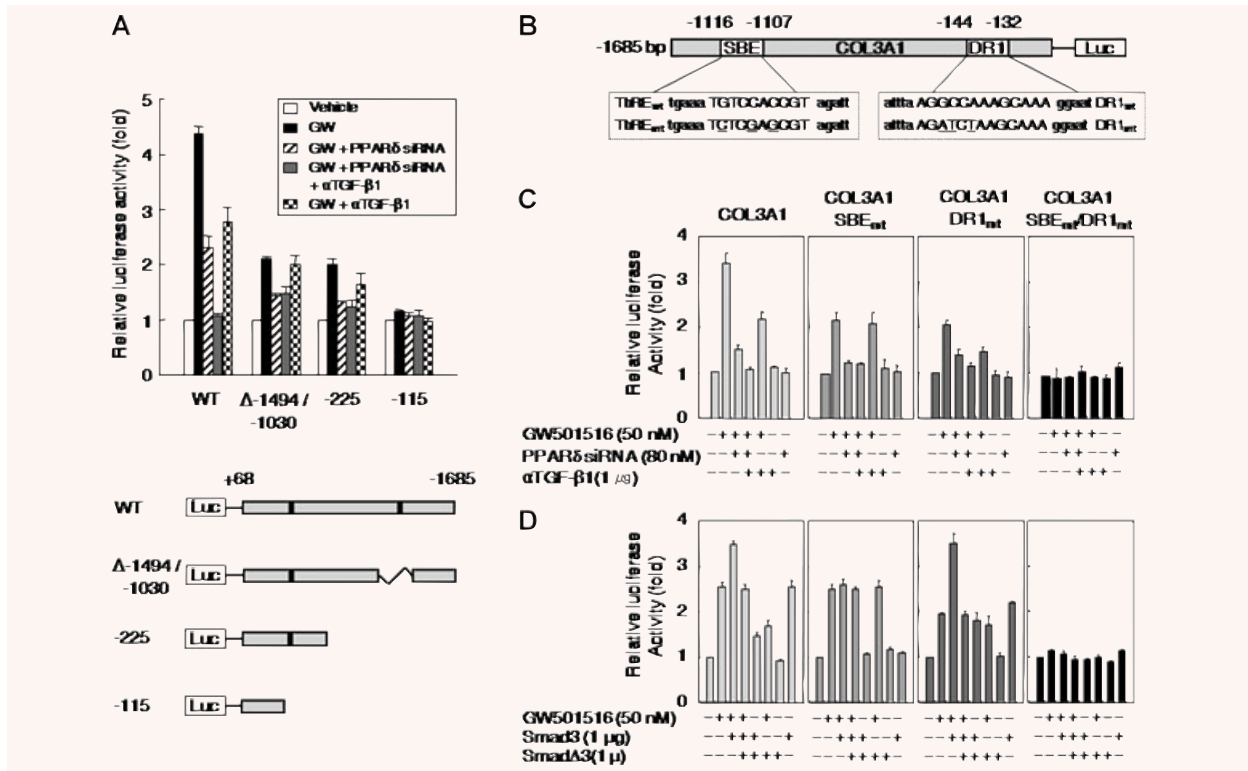 A
Relative luciferase activity (fold)
5
4
3
2
1
0
Vehicle
GW
GW + PPARδ siRNA
GW + PPARδ siRNA
+ αTGF-β1
GW + αTGF-β1
WT
Δ-1494 /
-1030
-225
-115
+68
-1685
WT
Luc
Δ-1494 /
-1030
Luc
-225
Luc
-115
Luc
B
-1116
-1107
-144
-132
-1685 bp
SBE
COL3A1
DR1
Luc
tgaaa TGTCCACCGT agatt
tgaaa TCTCGAGCGT agatt
attta AGGCCAAAGCAAA ggaat
attta AGATCTAAGCAAA ggaat
C
COL3A1
COL3A1
SBEmt
COL3A1
DR1mt
COL3A1
SBEmt/DR1mt
Relative luciferase
Activity (fold)
4
3
2
1
0
GW501516 (50 nM) – + + + + – –
PPARδ siRNA (80 nM)
αTGF-β1(1 μg)
D
Relative luciferase
Activity (fold)
4
3
2
1
0
GW501516 (50 nM)
Smad3 (1 μg)
SmadΔ3(1 μ)